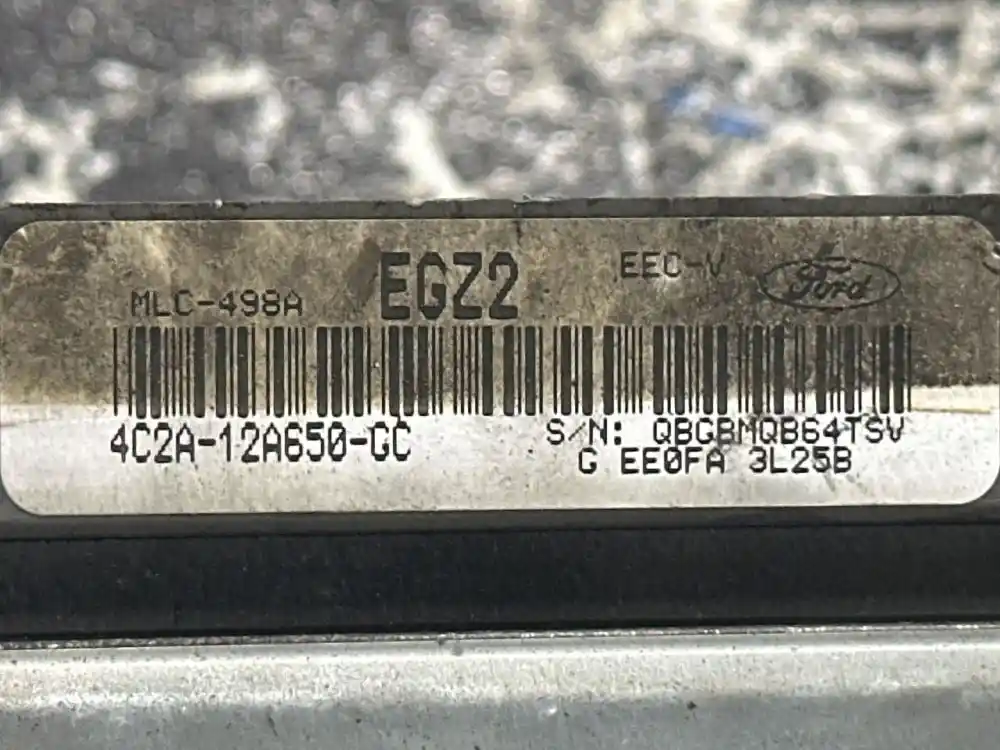 MLC-498A EGZ2 EEC-V Ford
4C2A-12A650-GC S/N: QBGBMQB64TSV
G EE0FA 3L25B